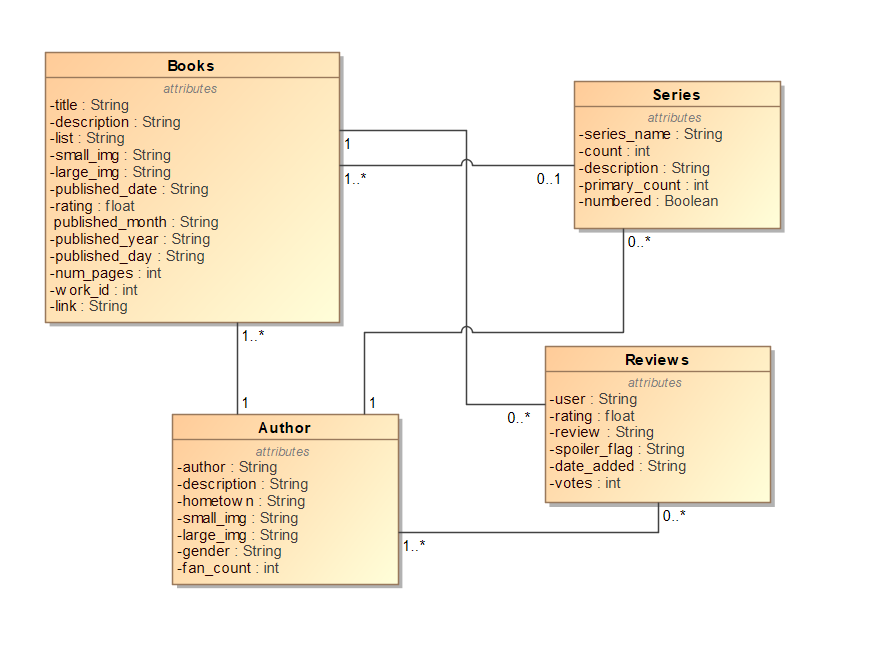 Books
attributes
-title : String
-description : String
-list : String
-small_img : String
-large_img : String
-published_date : String
-rating : float
published_month : String
-published_year : String
-published_day : String
-num_pages : int
-work_id : int
-link : String
1
1..*
0..1
Series
attributes
-series_name : String
-count : int
-description : String
-primary_count : int
-numbered : Boolean
0..*
1..*
1
1
Author
attributes
-author : String
-description : String
-hometown : String
-small_img : String
-large_img : String
-gender : String
-fan_count : int
0..*
Reviews
attributes
-user : String
-rating : float
-review : String
-spoiler_flag : String
-date_added : String
-votes : int
0..*
1..*